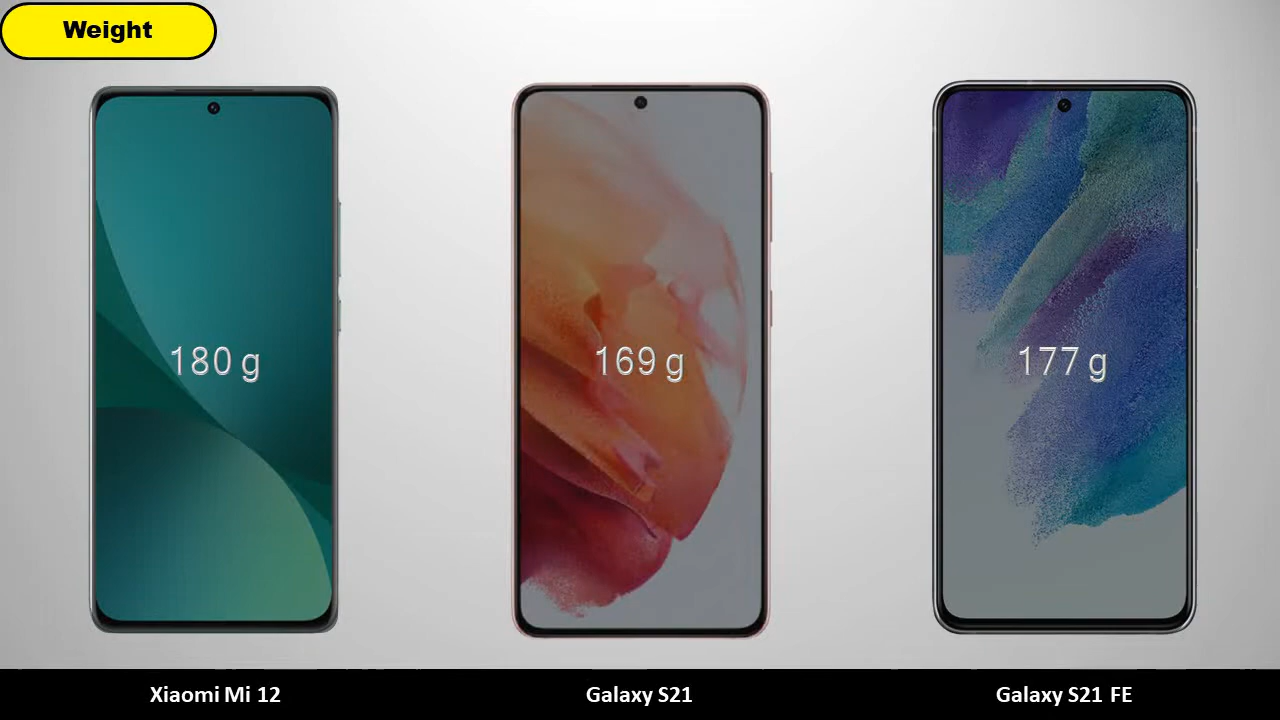 Weight
180 g
169 g
177 g
Xiaomi Mi 12
Galaxy S21
Galaxy S21 FE